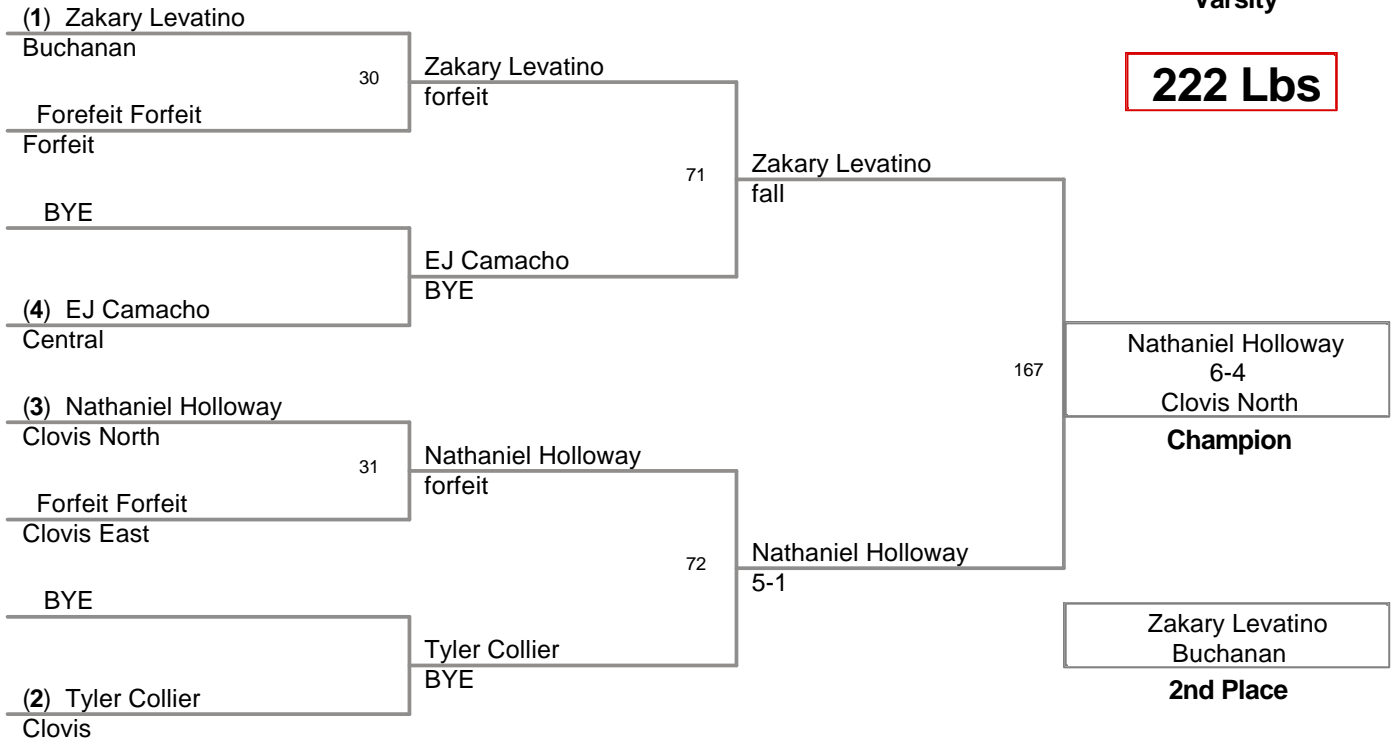 Varsity
222 Lbs
(1) Zakary Levatino
Buchanan
30
Forefeit Forfeit
Forfeit
BYE
(4) EJ Camacho
Central
(3) Nathaniel Holloway
Clovis North
31
Forfeit Forfeit
Clovis East
BYE
(2) Tyler Collier
Clovis
Zakary Levatino
forfeit
71
EJ Camacho
BYE
Nathaniel Holloway
forfeit
72
Tyler Collier
BYE
Zakary Levatino
fall
167
Nathaniel Holloway
5-1
Nathaniel Holloway
6-4
Clovis North
Champion
Zakary Levatino
Buchanan
2nd Place